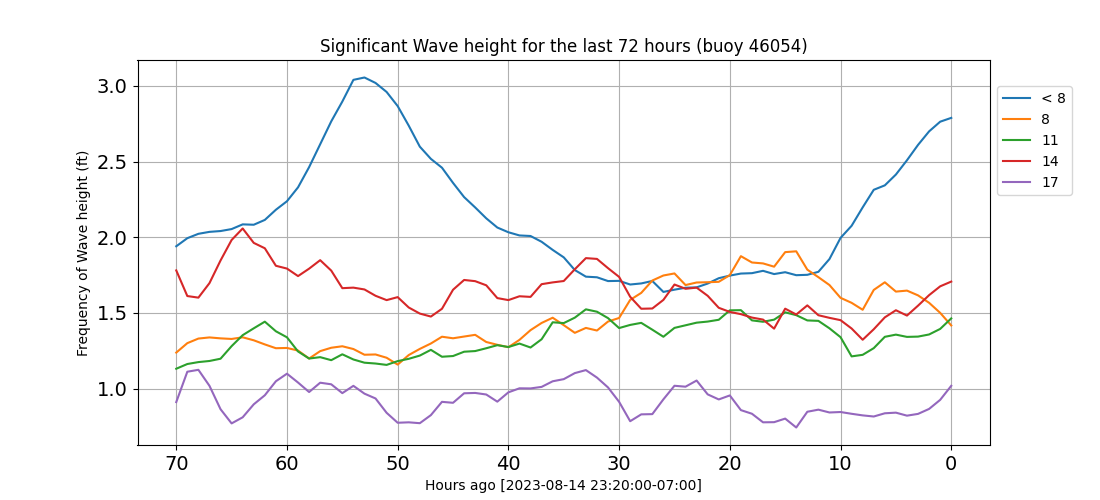 Significant Wave height for the last 72 hours (buoy 46054)
Frequency of Wave height (ft)
3.0
2.5
2.0
1.5
1.0
< 8
8
11
14
17
70 60 50 40 30 20 10 0
Hours ago [2023-08-14 23:20:00-07:00]